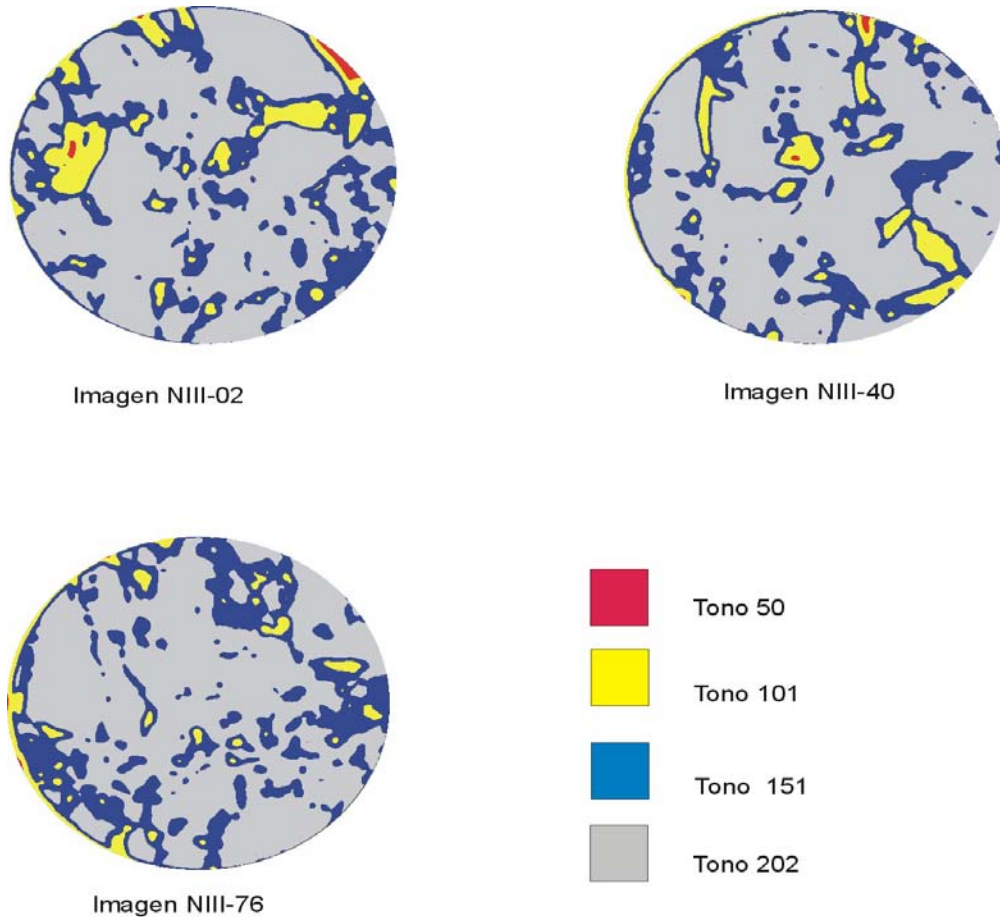 Imagen NIII-02
Imagen NIII-40
Imagen NIII-76
Tono 50
Tono 101
Tono 151
Tono 202